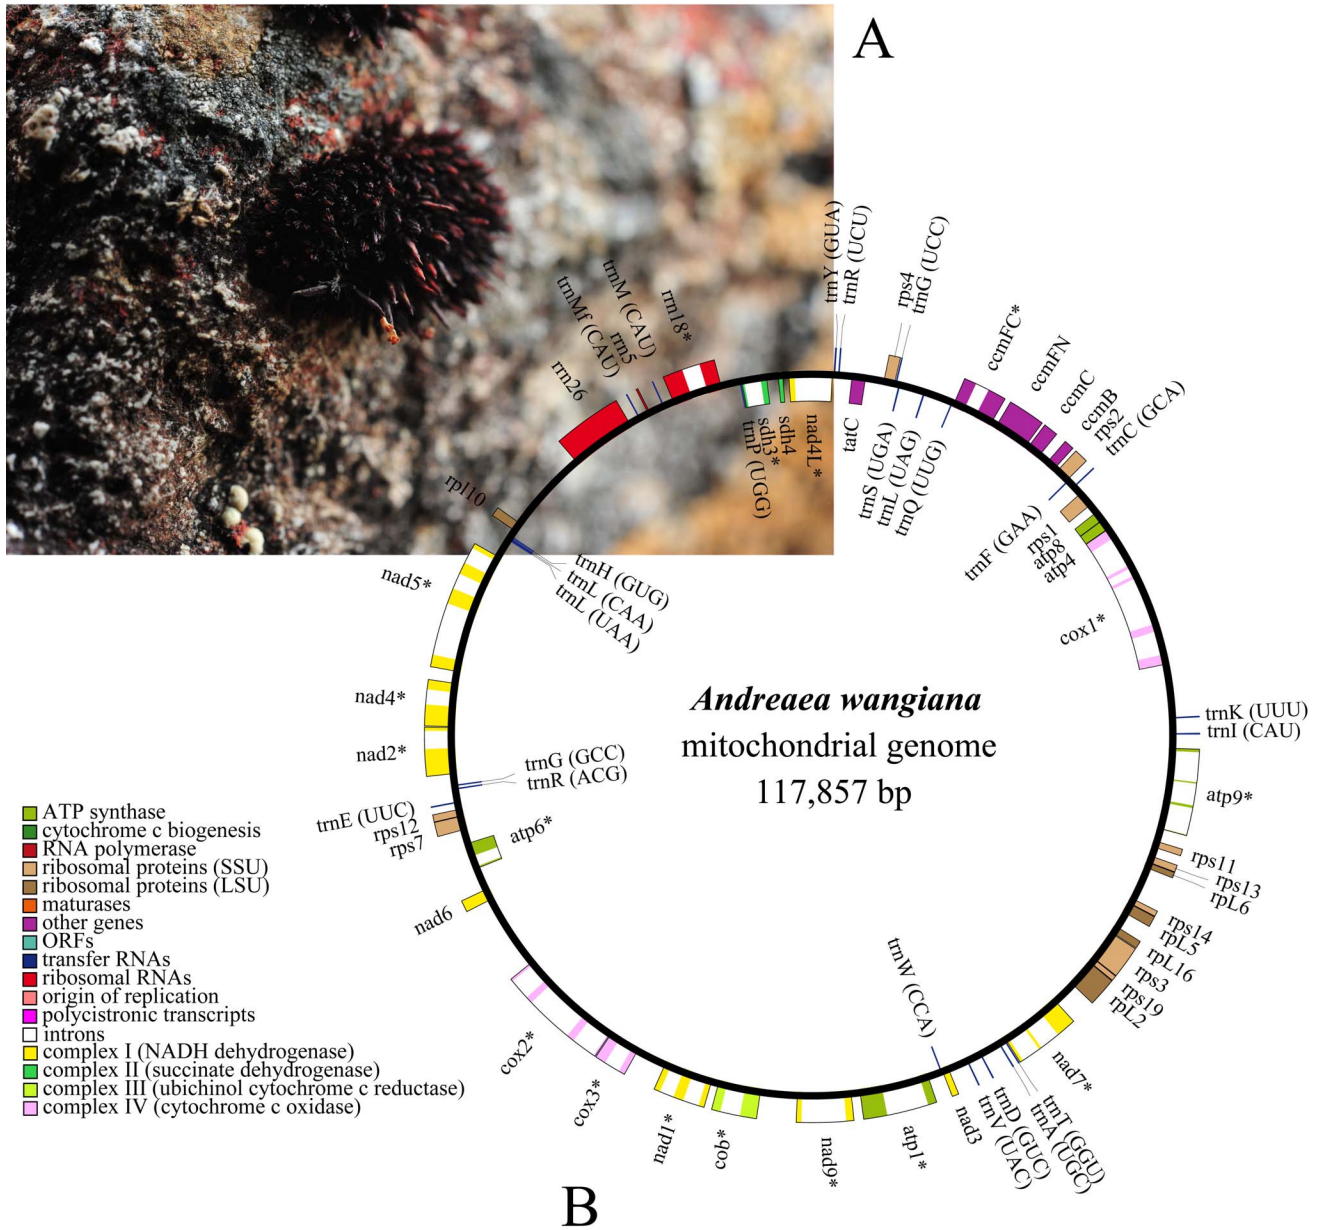 A
trnY (GUA)
trnR (UCU)
rps4
trnG (UCC)
ccmFC*
ccmFN
ccmC
ccmB
rps2
trnC (GCA)
trnMf (CAU)
rrn5
trnM (CAU)
rrn18*
rrn26
rpl10
trnP (UGG)
sdh3*
sdh4
nad4L*
tatC
trnS (UGA)
trnL (UAG)
trnQ (UUG)
trnF (GAA)
rps1
atp8
atp4
cox1*
trnH (GUG)
trnL (CAA)
trnL (UAA)
nad5*
nad4*
nad2*
trnG (GCC)
trnR (ACG)
trnE (UUC)
rps12
rps7
atp6*
nad6
Andreaea wangiana
mitochondrial genome
117,857 bp
trnK (UUU)
trnI (CAU)
atp9*
rps11
rps13
rpL6
rps14
rpL5
rpL16
rps3
rps19
rpL2
nad7*
trnT (GGU)
trnA (UGC)
trnD (GUC)
trnV (UAC)
trnW (CCA)
nad3
atp1*
nad9*
cob*
nad1*
cox3*
cox2*
ATP synthase
cytochrome c biogenesis
RNA polymerase
ribosomal proteins (SSU)
ribosomal proteins (LSU)
maturases
other genes
ORFs
transfer RNAs
ribosomal RNAs
origin of replication
polycistronic transcripts
introns
complex I (NADH dehydrogenase)
complex II (succinate dehydrogenase)
complex III (ubichinol cytochrome c reductase)
complex IV (cytochrome c oxidase)
B